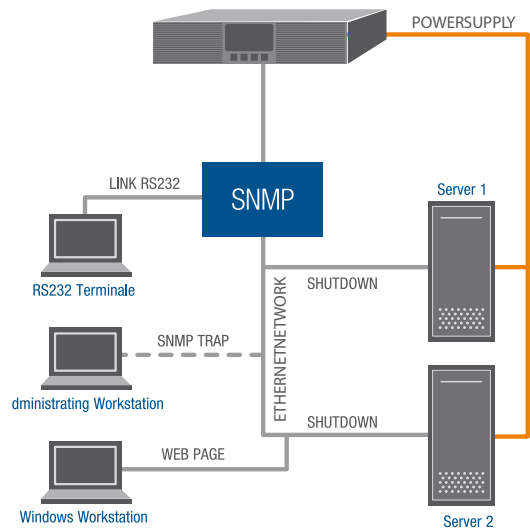 POWERSUPPLY
LINK RS232
SNMP
Server 1
RS232 Terminale
SHUTDOWN
ETHERNETNETWORK
SNMP TRAP
dministrating Workstation
SHUTDOWN
WEB PAGE
Windows Workstation
Server 2